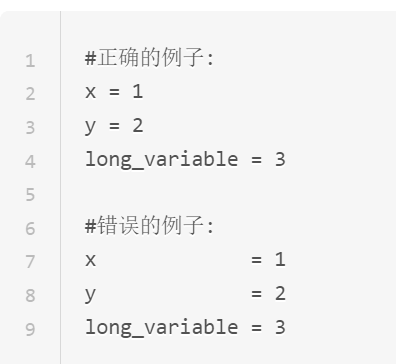 1 #正确的例子:
2 x = 1
3 y = 2
4 long_variable = 3
5
6 #错误的例子:
7 x             = 1
8 y             = 2
9 long_variable = 3